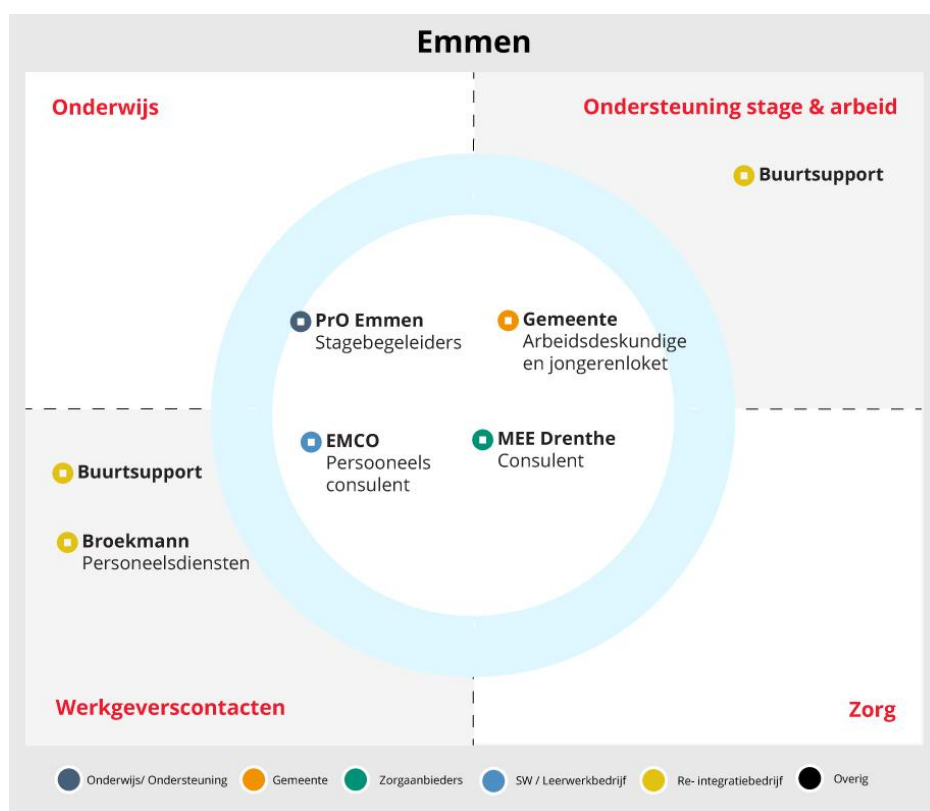 Emmen
Onderwijs
Ondersteuning stage & arbeid
Buurtsupport
PrO Emmen
Stagebegeleiders
Gemeente
Arbeidsdeskundige
en jongerenloket
EMCO
Persooneels
consulent
MEE Drenthe
Consulent
Buurtsupport
Broekmann
Personeelsdiensten
Werkgeverscontacten
Zorg
Onderwijs/ Ondersteuning
Gemeente
Zorgaanbieders
SW / Leerwerkbedrijf
Re- integratiebedrijf
Overig